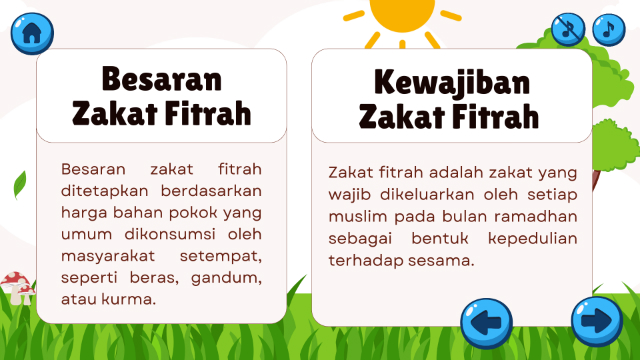 Besaran
Zakat Fitrah
Besaran zakat fitrah
ditetapkan berdasarkan
harga bahan pokok yang
umum dikonsumsi oleh
masyarakat setempat,
seperti beras, gandum,
atau kurma.
Kewajiban
Zakat Fitrah
Zakat fitrah adalah zakat yang
wajib dikeluarkan oleh setiap
muslim pada bulan ramadhan
sebagai bentuk kepedulian
terhadap sesama.